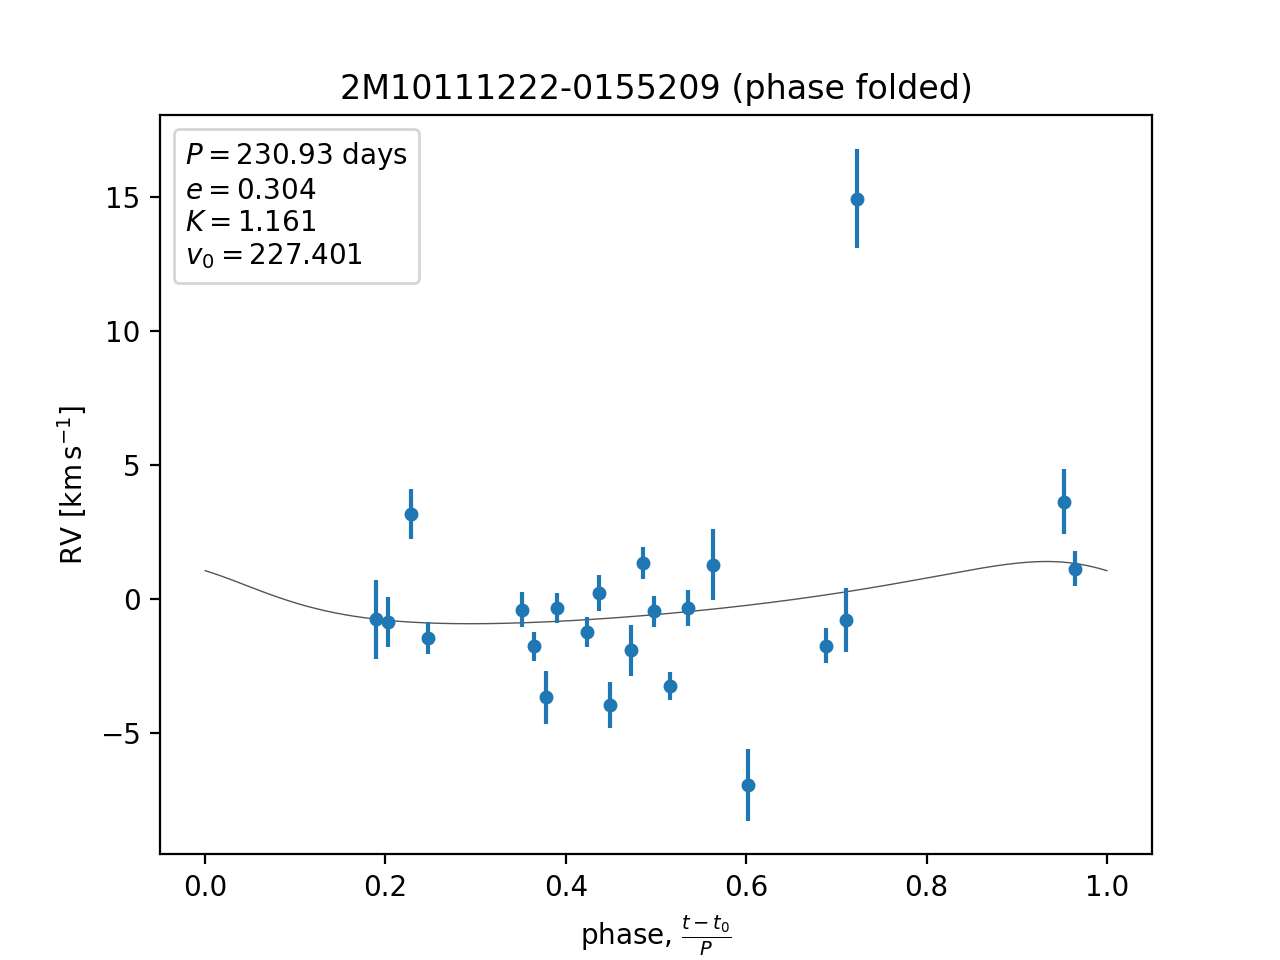 2M10111222-0155209 (phase folded)
P = 230.93 days
e = 0.304
K = 1.161
v₀ = 227.401
15
10
5
0
−5
RV [km s⁻¹]
0.0 0.2 0.4 0.6 0.8 1.0
phase, (t − t₀)/P